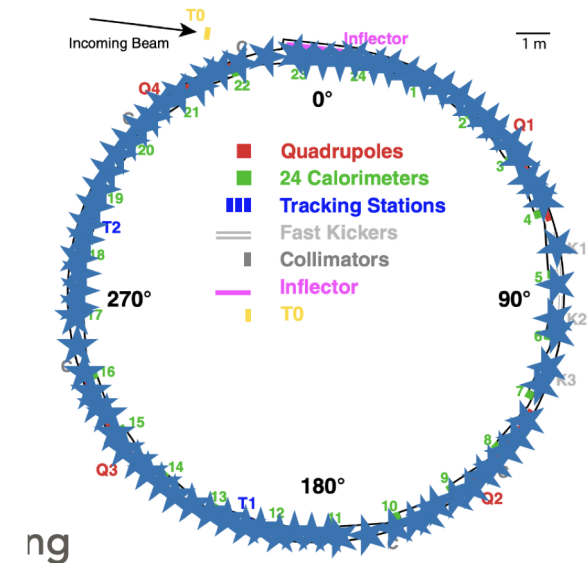 T0
Incoming Beam
Inflector
1 m
C
23
24
22
Q4
0°
1
21
2
Q1
C
20
3
Quadrupoles
24 Calorimeters
19
4
Tracking Stations
T2
Fast Kickers
K1
18
Collimators
5
Inflector
270°
90°
17
T0
K2
6
C
16
K3
7
15
8
C
Q3
14
9
Q2
180°
13
T1
12
11
10
C
ng